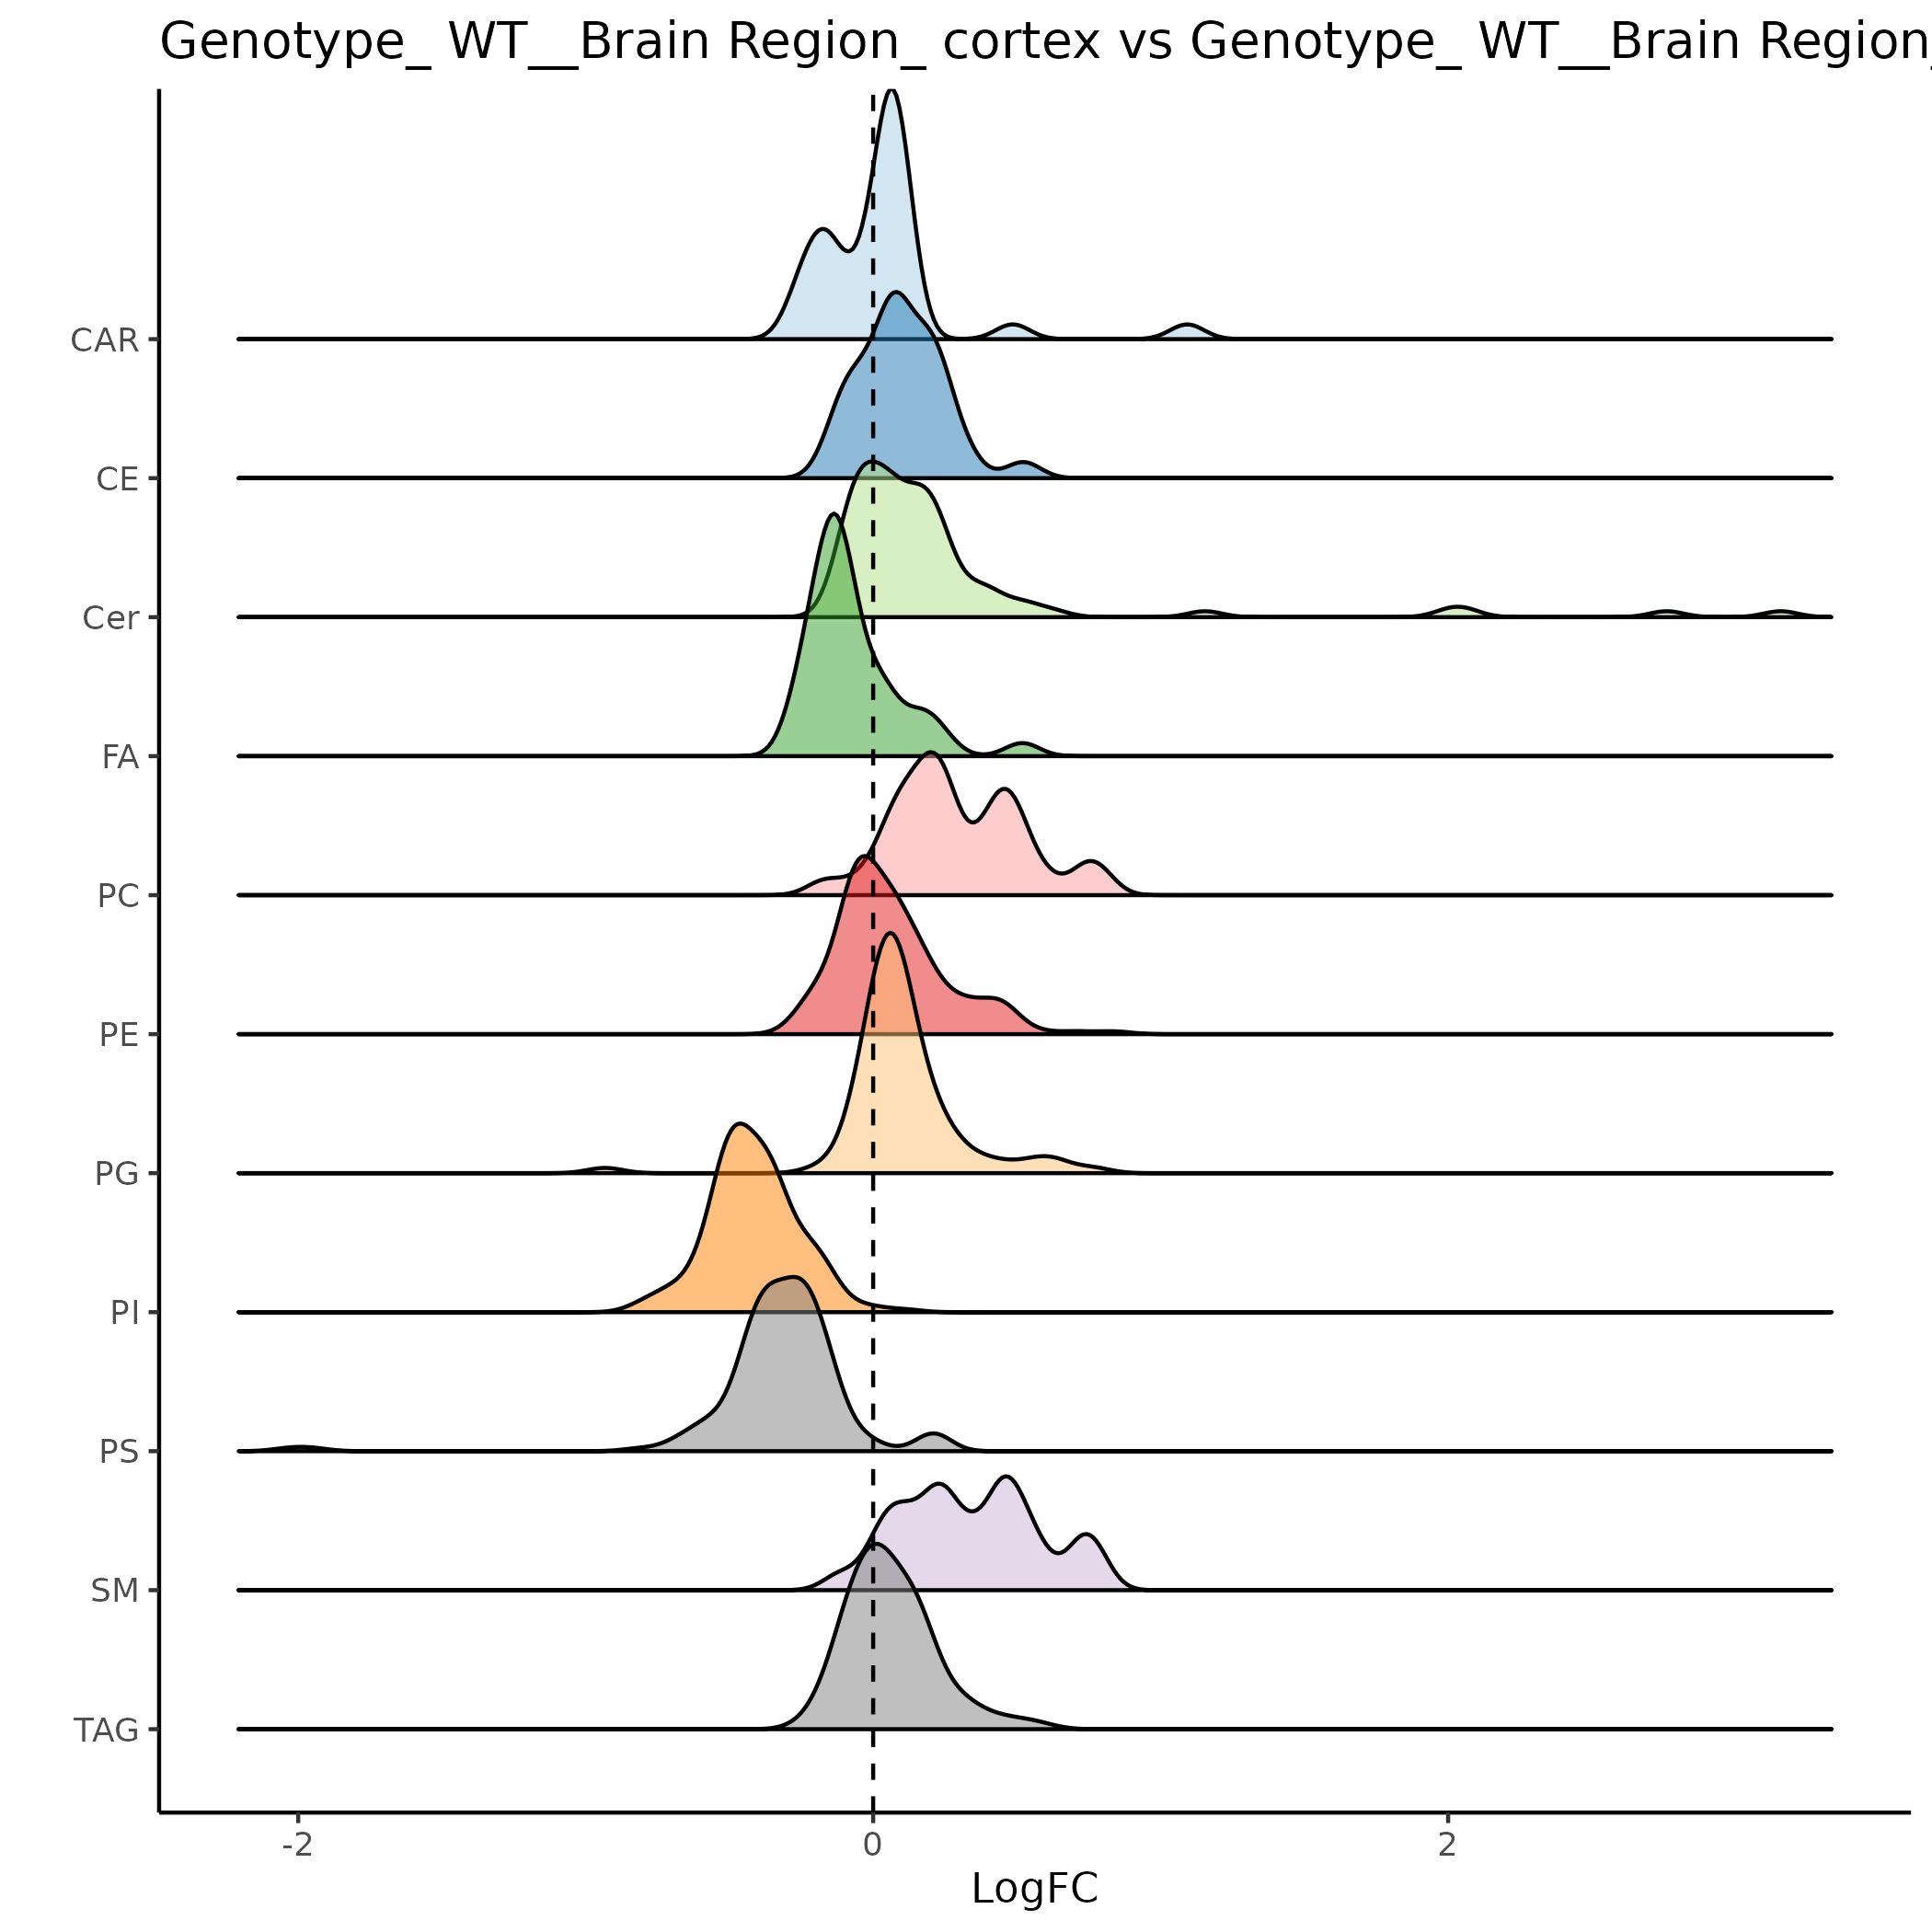 Genotype_ WT__Brain Region_ cortex vs Genotype_ WT__Brain Region_
CAR
CE
Cer
FA
PC
PE
PG
PI
PS
SM
TAG
-2 0 2
LogFC